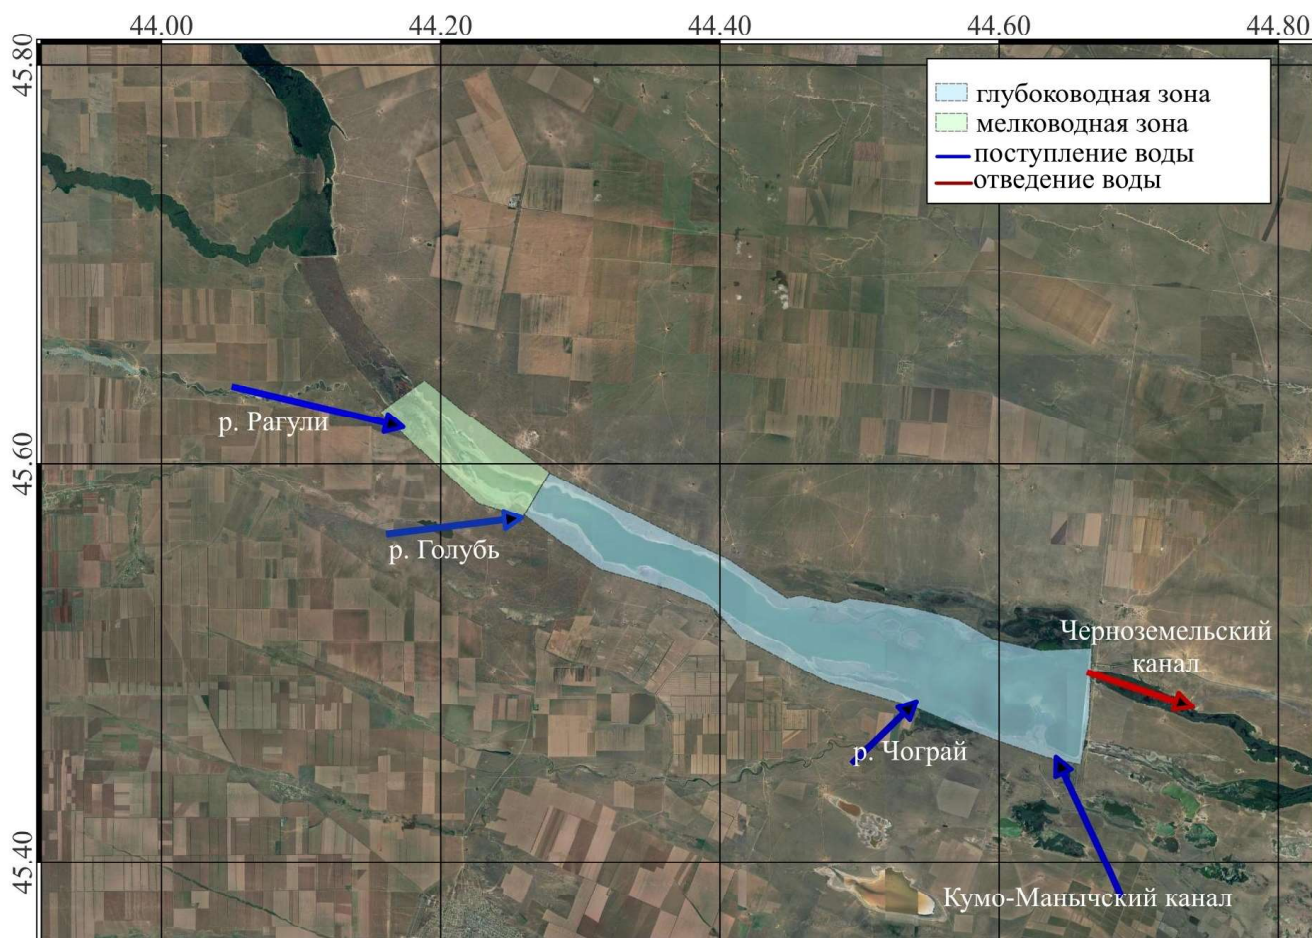 44.00 44.20 44.40 44.60 44.80
45.80
глубоководная зона
мелководная зона
поступление воды
отведение воды
р. Рагули
45.60
р. Голубь
Черноземельский
канал
р. Чограй
45.40
Кумо-Манычский канал